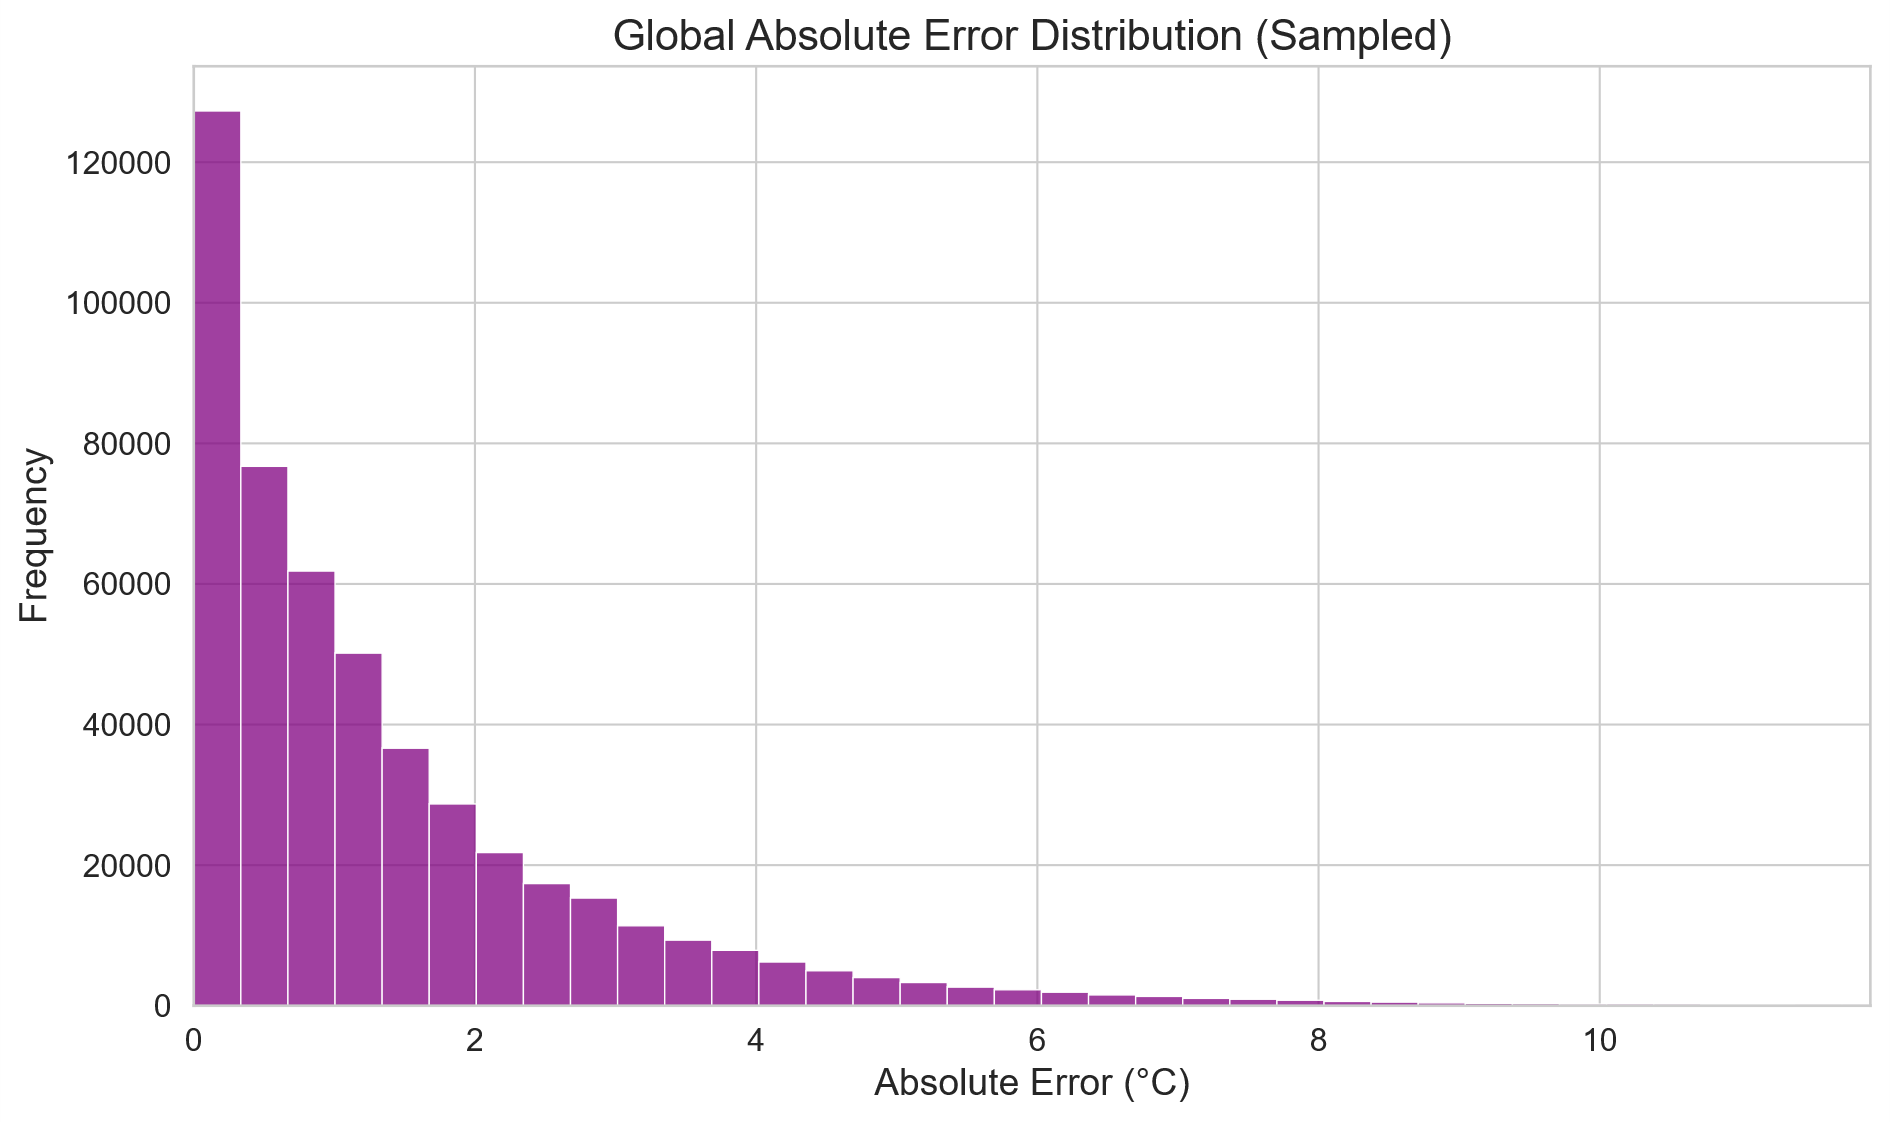 Global Absolute Error Distribution (Sampled)
120000
100000
80000
60000
40000
20000
0
Frequency
0 2 4 6 8 10
Absolute Error (°C)